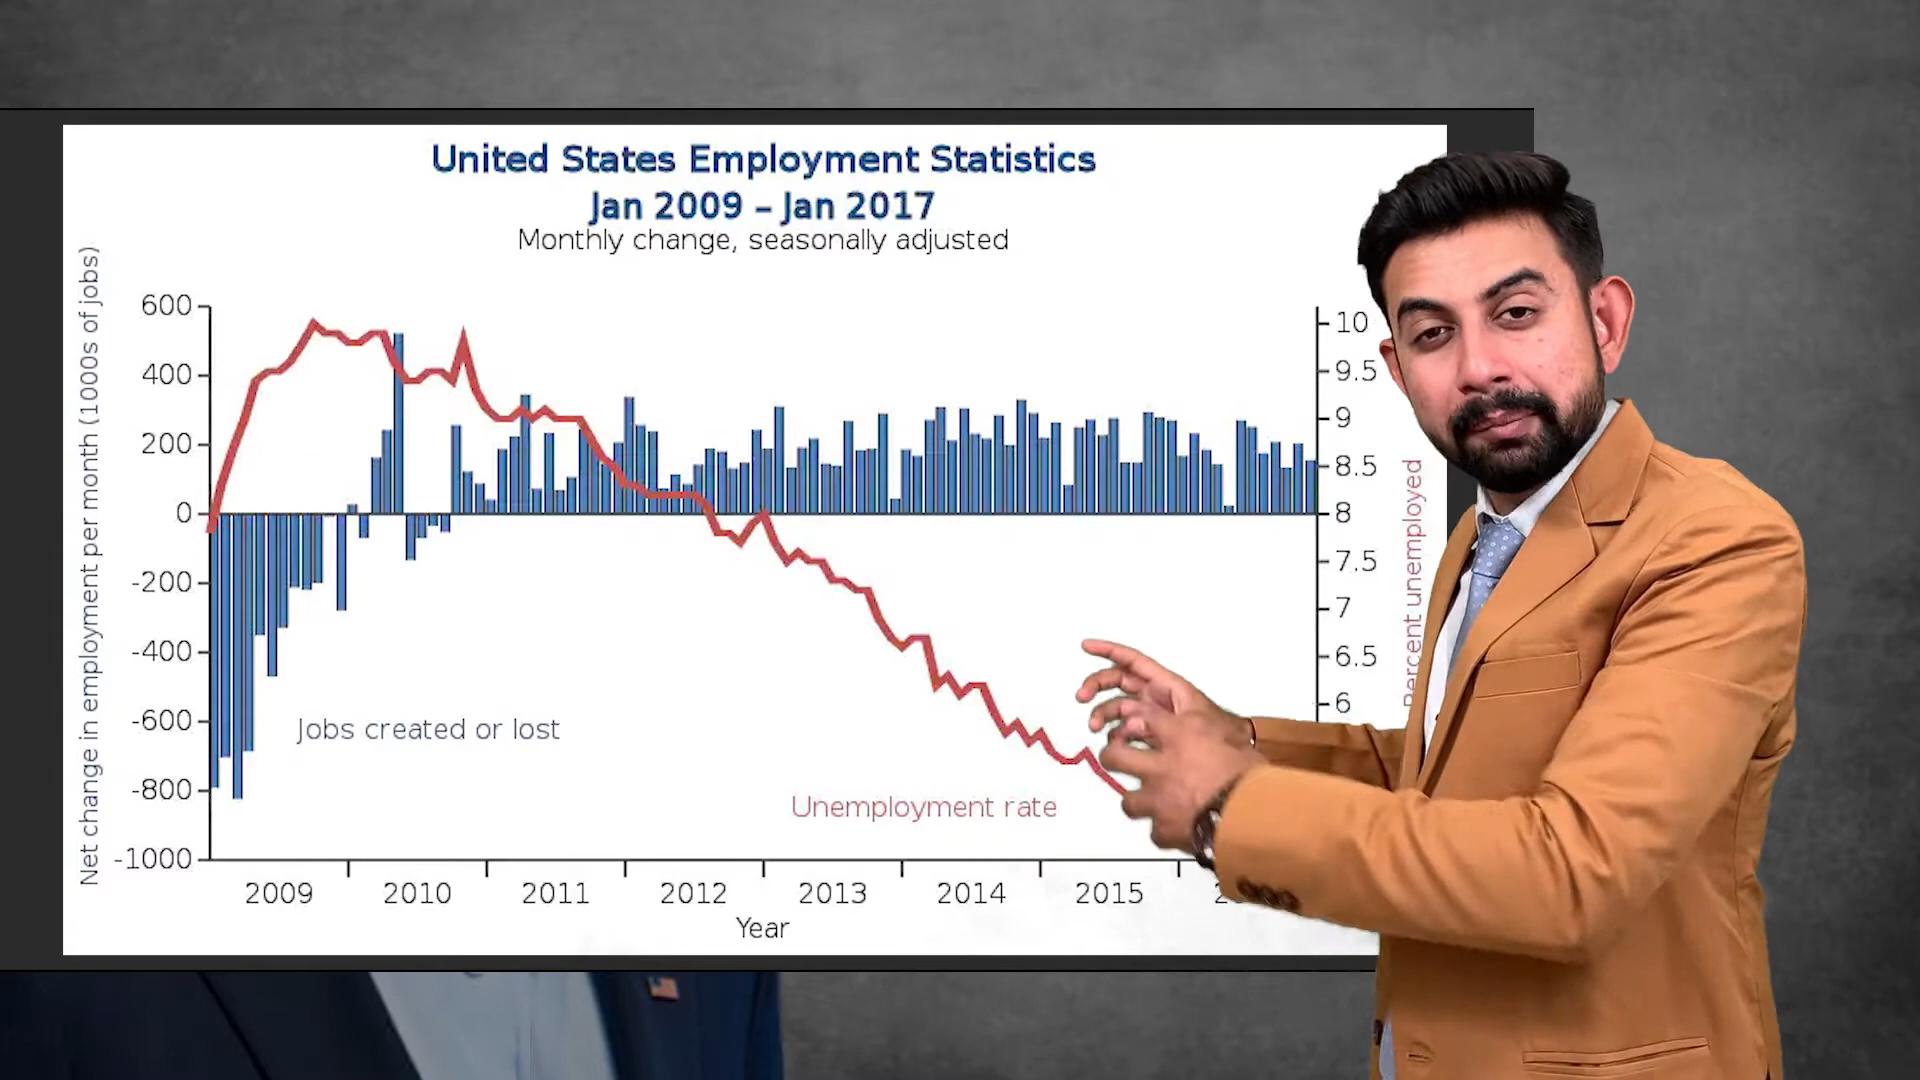 United States Employment Statistics
Jan 2009 – Jan 2017
Monthly change, seasonally adjusted
Net change in employment per month (1000s of jobs)
600
400
200
0
-200
-400
-600
-800
-1000
10
9.5
9
8.5
8
7.5
7
6.5
6
Percent unemployed
Jobs created or lost
Unemployment rate
2009 2010 2011 2012 2013 2014 2015
Year